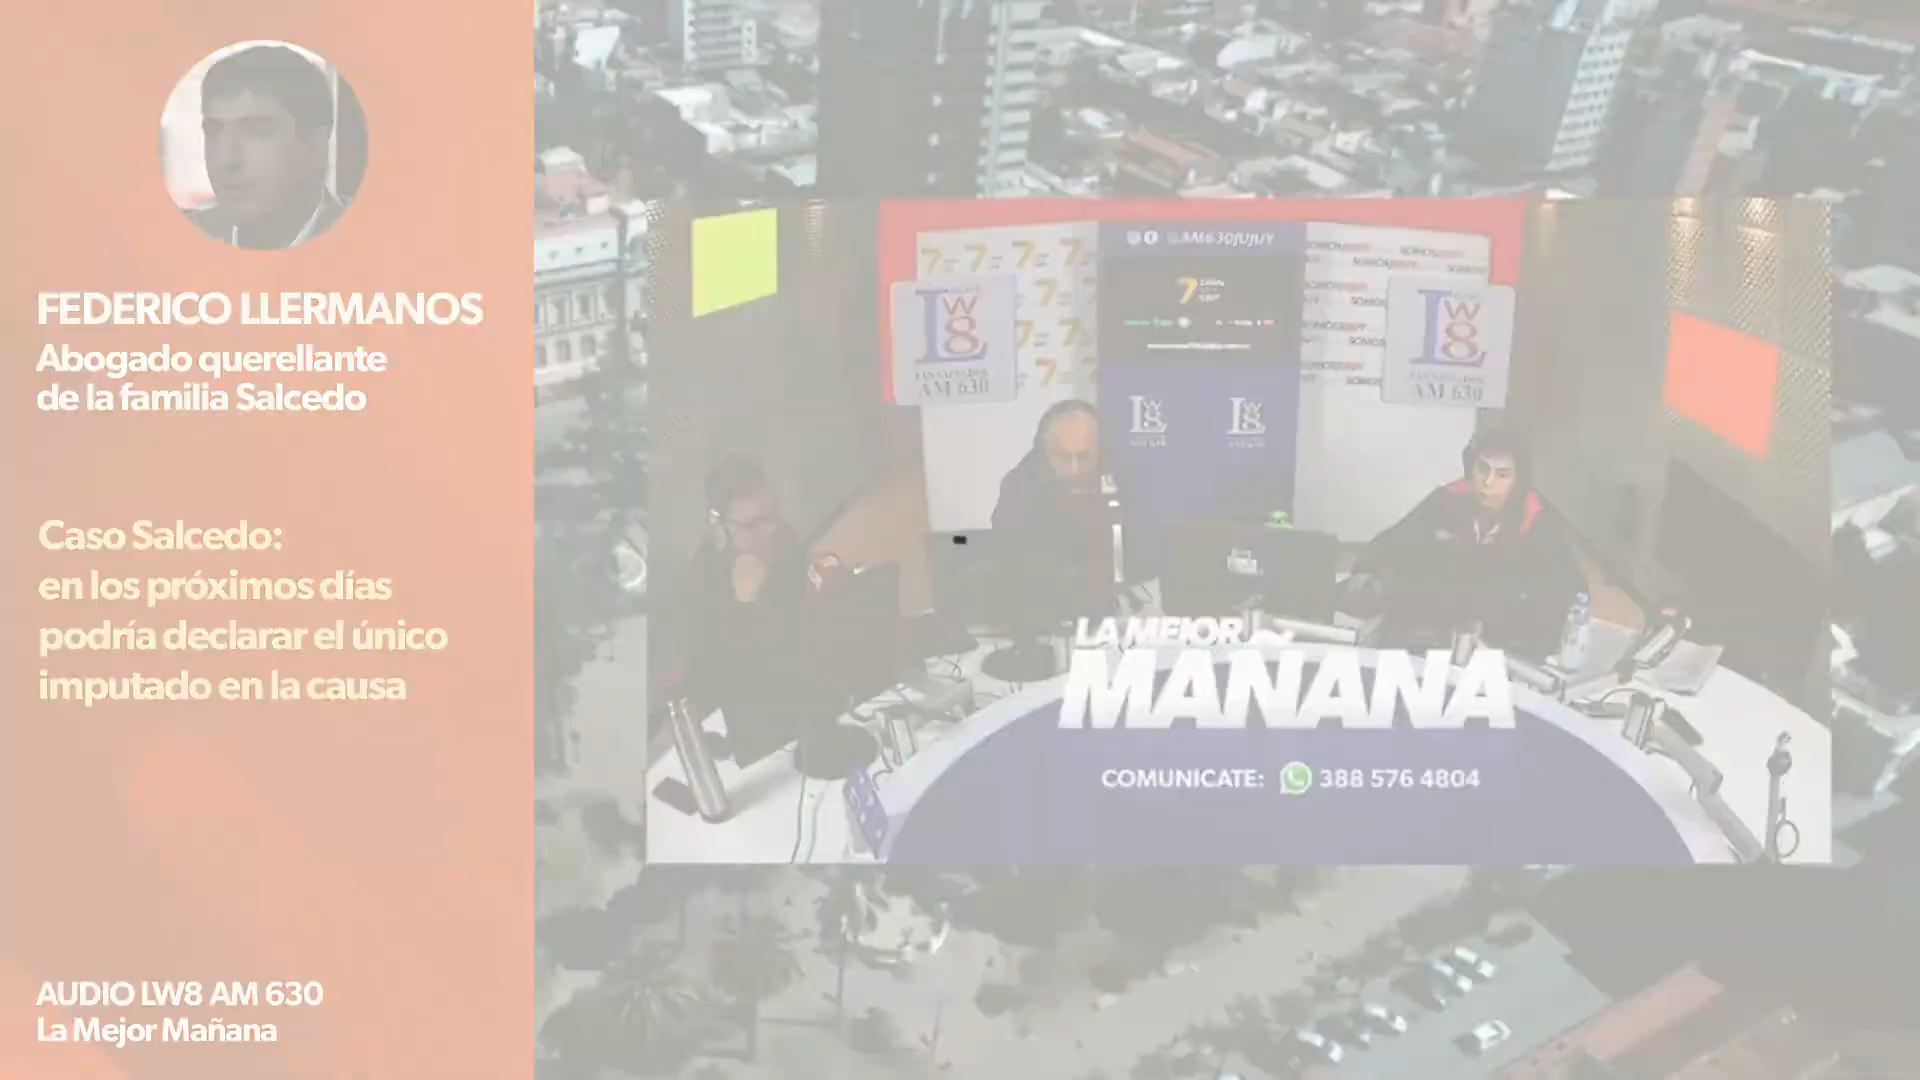 FEDERICO LLERMANOS
Abogado querellante
de la familia Salcedo
Caso Salcedo:
en los próximos días
podría declarar el único
imputado en la causa
AUDIO LW8 AM 630
La Mejor Mañana
@AM630JUJUY
7
LW8
AM 630
LW8
AM 630
LA MEJOR
MAÑANA
COMUNICATE: 388 576 4804